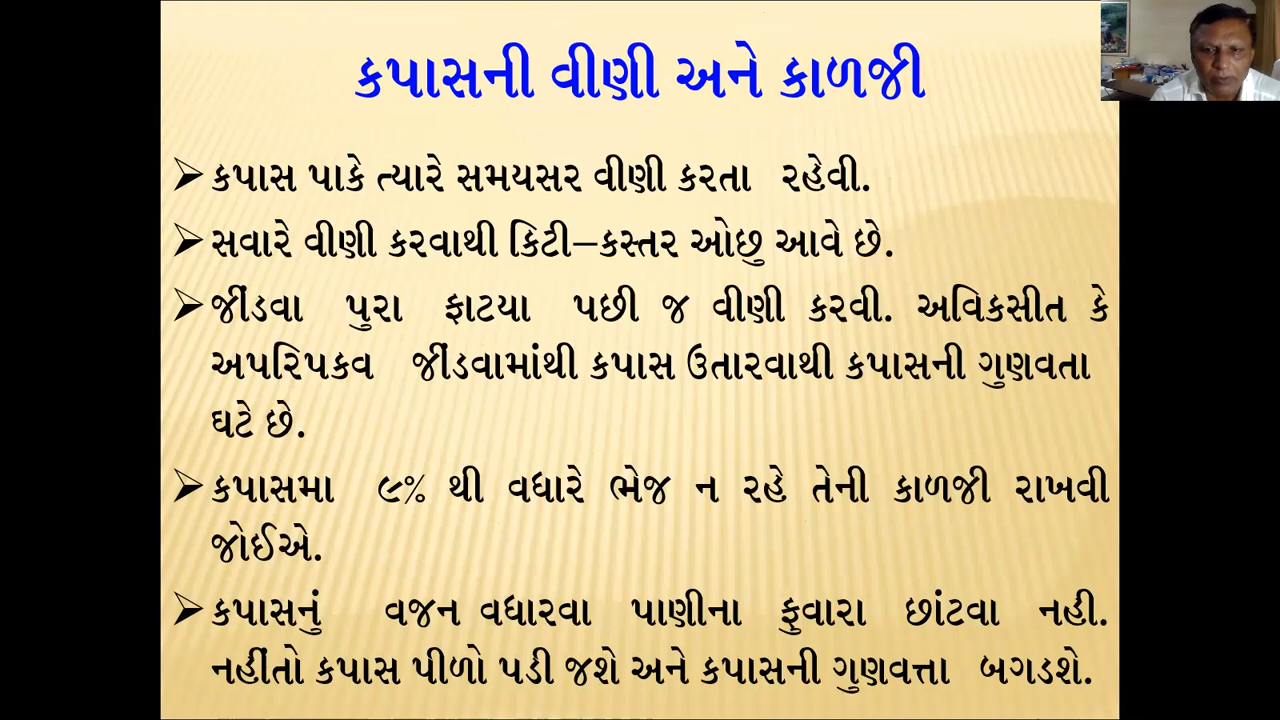 કપાસની વીણી અને કાળજી
➢કપાસ પાકે ત્યારે સમયસર વીણી કરતા રહેવી.
➢સવારે વીણી કરવાથી કિટી–કસ્તર ઓછુ આવે છે.
➢જીંડવા પુરા ફાટયા પછી જ વીણી કરવી. અવિકસીત કે
અપરિપકવ જીંડવામાંથી કપાસ ઉતારવાથી કપાસની ગુણવતા
ઘટે છે.
➢કપાસમા ૯% થી વધારે ભેજ ન રહે તેની કાળજી રાખવી
જોઈએ.
➢કપાસનું વજન વધારવા પાણીના ફુવારા છાંટવા નહી.
નહીંતો કપાસ પીળો પડી જશે અને કપાસની ગુણવત્તા બગડશે.